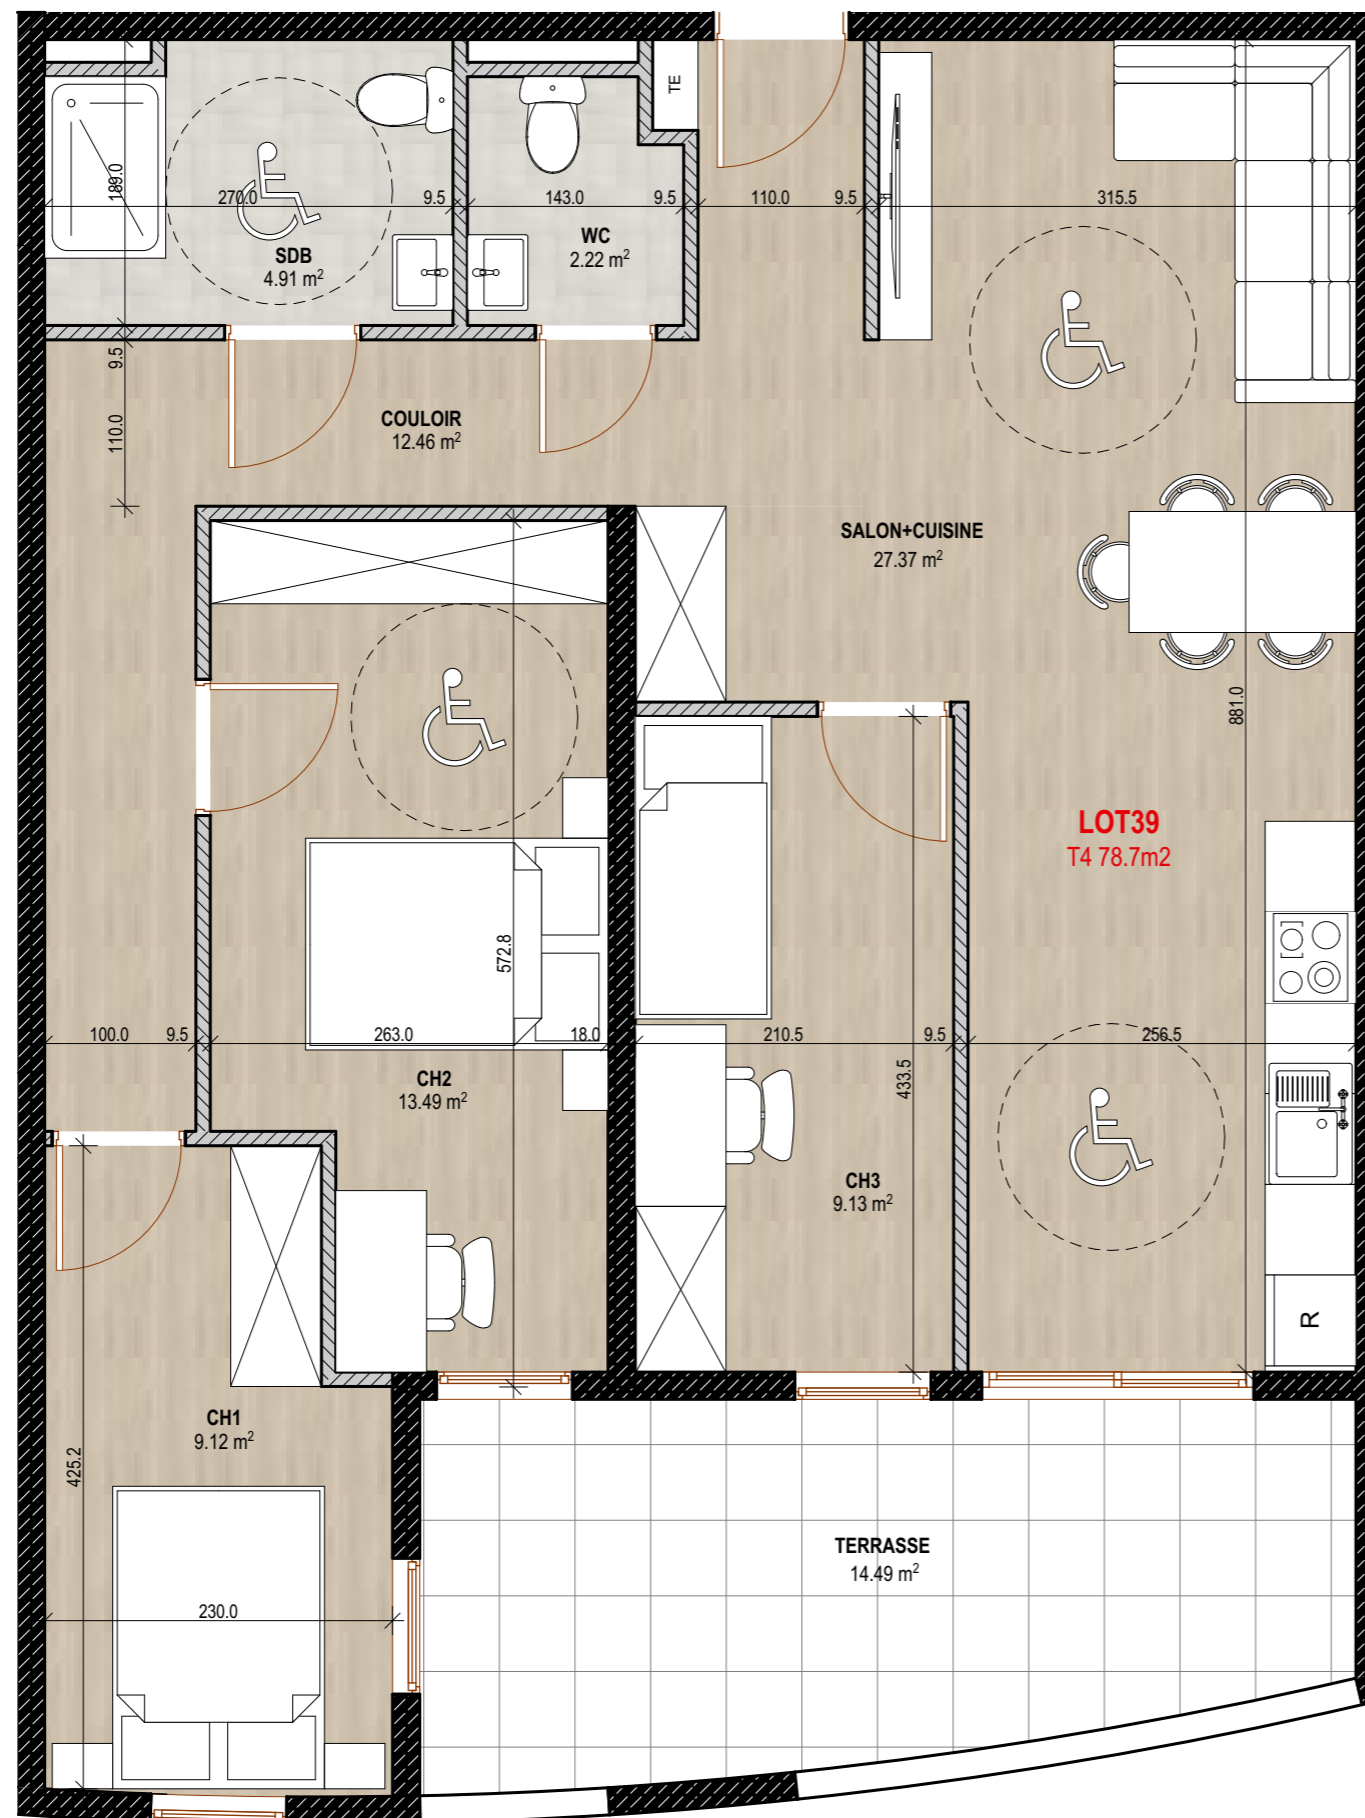 TE
189.0
270.0
9.5
143.0
9.5
110.0
9.5
315.5
SDB
4.91 m²
WC
2.22 m²
9.5
110.0
COULOIR
12.46 m²
SALON+CUISINE
27.37 m²
881.0
LOT39
T4 78.7m2
572.8
100.0
9.5
263.0
18.0
210.5
9.5
256.5
433.5
CH2
13.49 m²
CH3
9.13 m²
R
CH1
9.12 m²
425.2
TERRASSE
14.49 m²
230.0